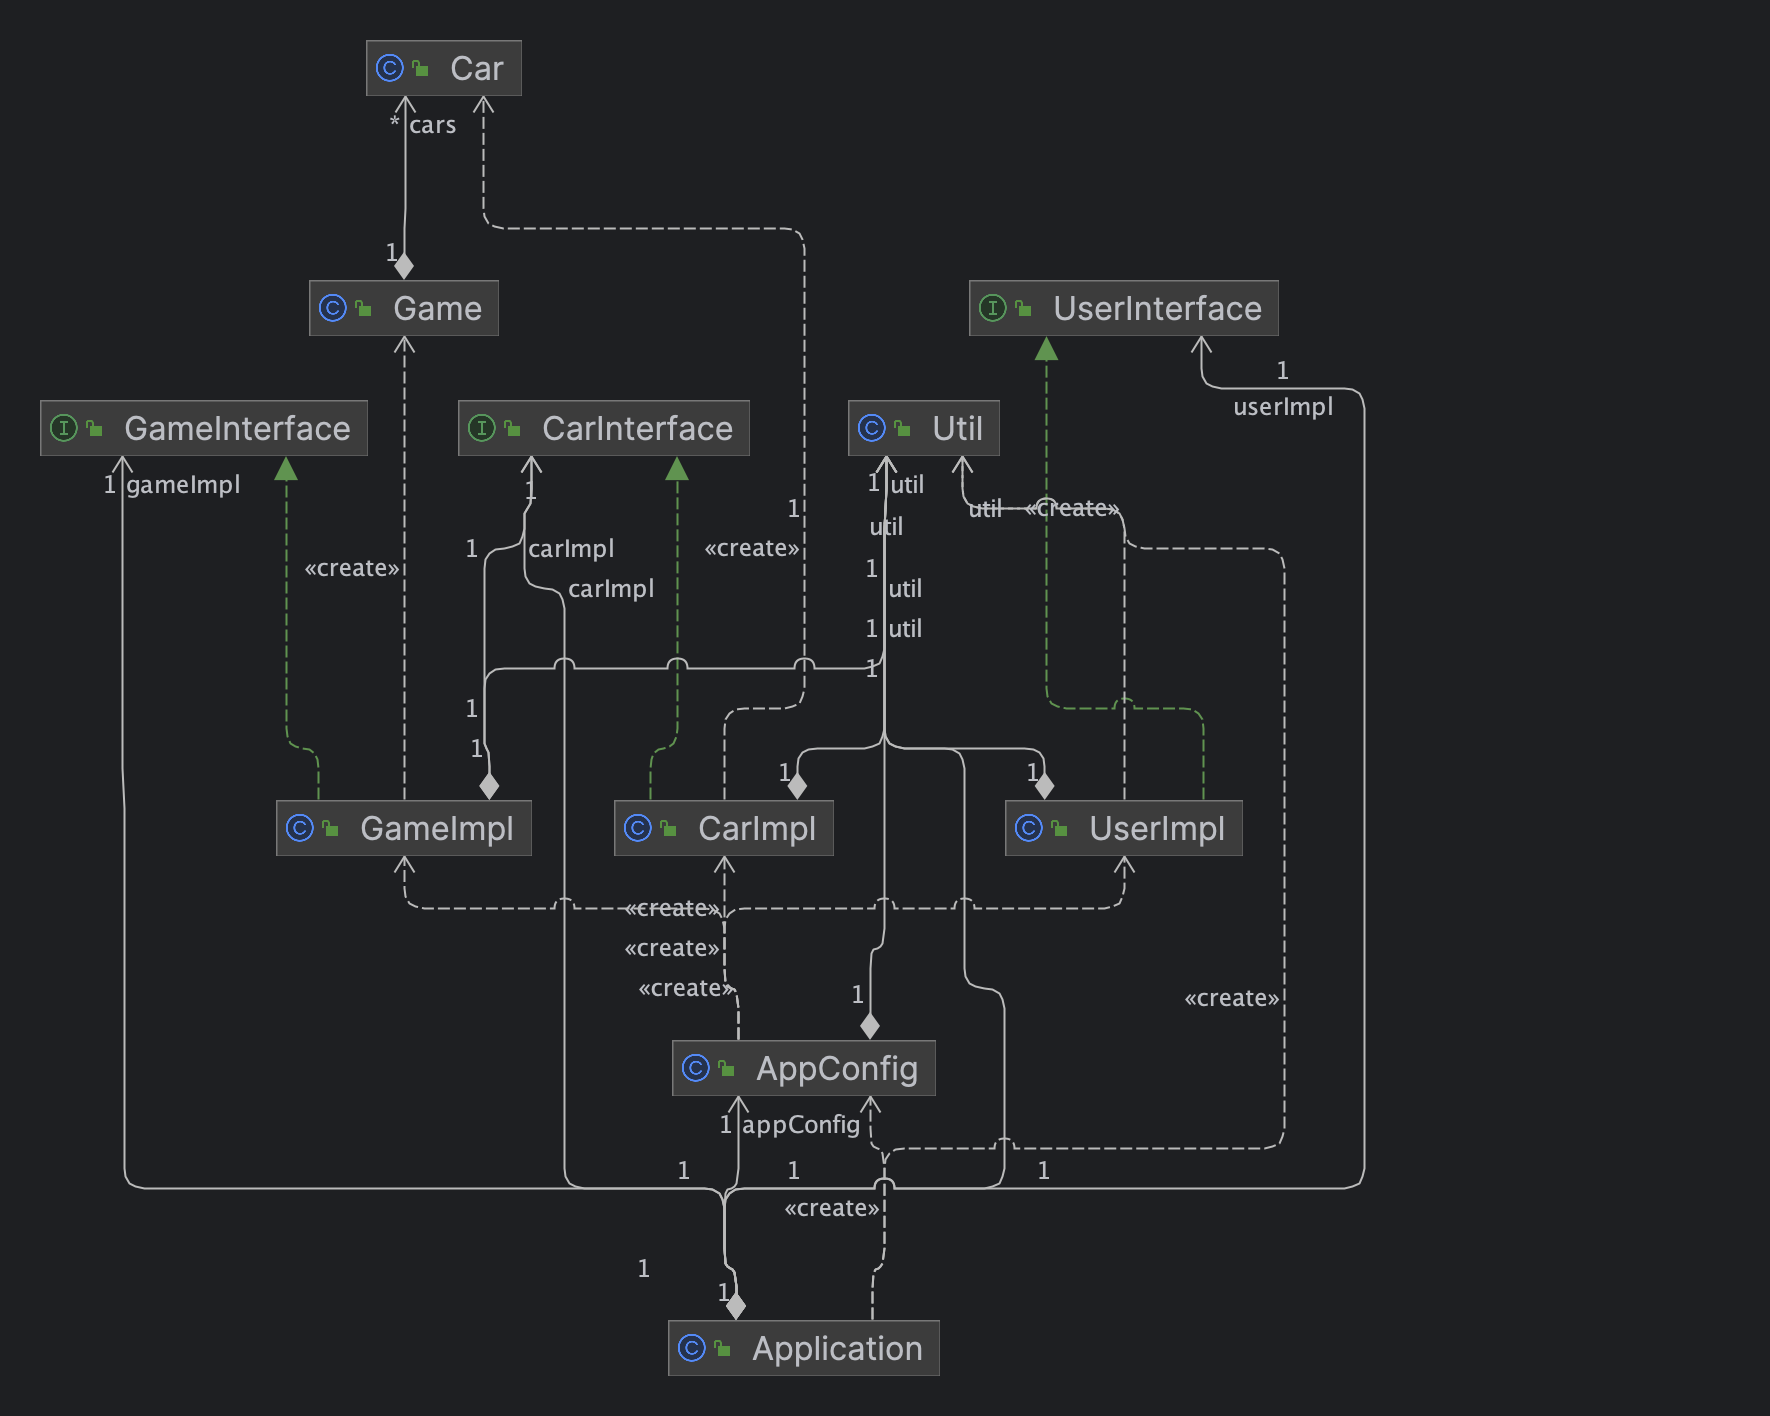 Car
* cars
1
Game
UserInterface
1
userImpl
GameInterface
CarInterface
Util
1 gameImpl
1
1 util
1
util «create»
util
1
carImpl
«create»
1
«create»
carImpl
util
1 util
1
1
1
1
1
GameImpl
CarImpl
UserImpl
«create»
«create»
«create»
1
«create»
AppConfig
1 appConfig
1
1
1
«create»
1
1
Application